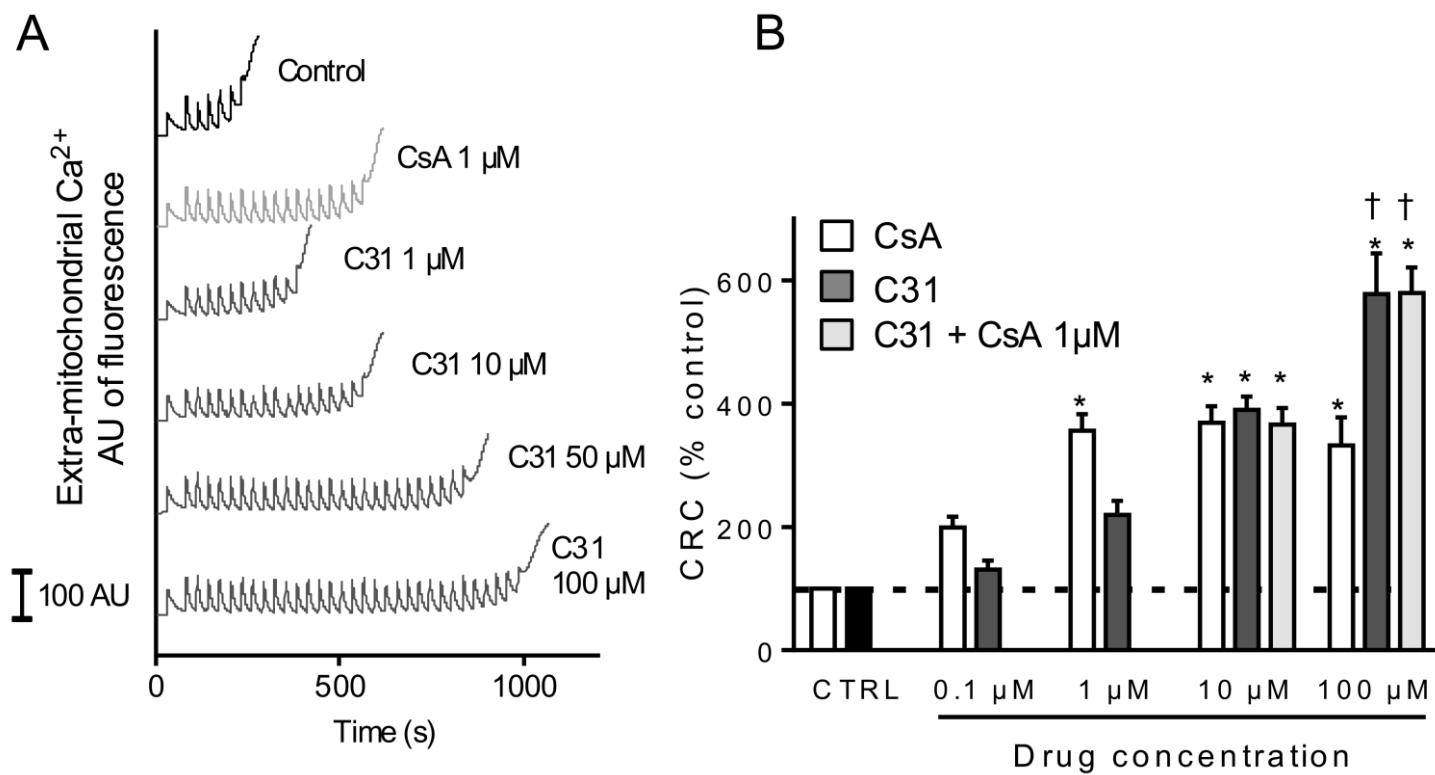 A
Control
CsA 1 µM
C31 1 µM
C31 10 µM
C31 50 µM
C31
100 µM
Extra-mitochondrial Ca²⁺
AU of fluorescence
100 AU
0 500 1000
Time (s)
B
CsA
C31
C31 + CsA 1µM
CRC (% control)
600
400
200
0
† †
* * * * * * *
CTRL 0.1 µM 1 µM 10 µM 100 µM
Drug concentration